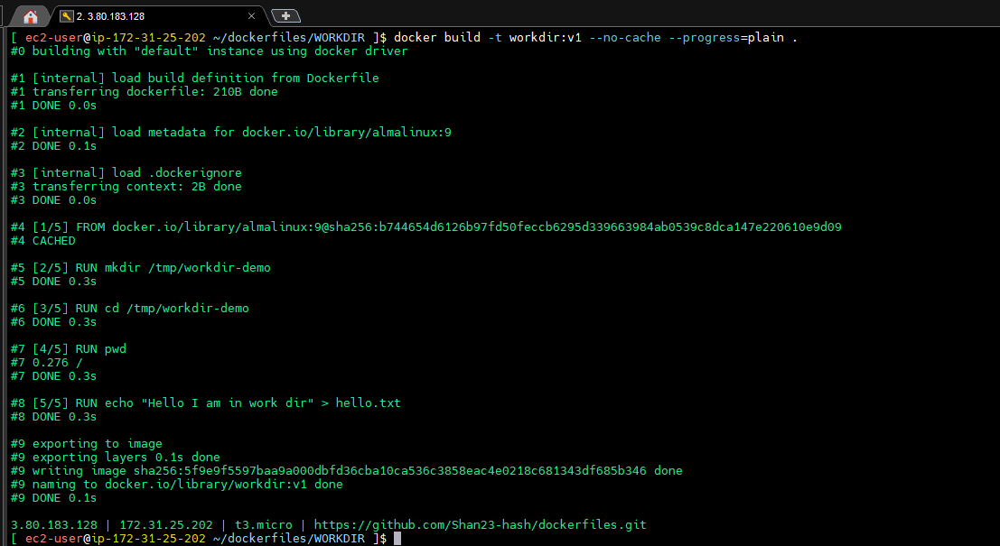 2. 3.80.183.128
[ ec2-user@ip-172-31-25-202 ~/dockerfiles/WORKDIR ]$ docker build -t workdir:v1 --no-cache --progress=plain .
#0 building with "default" instance using docker driver
#1 [internal] load build definition from Dockerfile
#1 transferring dockerfile: 210B done
#1 DONE 0.0s
#2 [internal] load metadata for docker.io/library/almalinux:9
#2 DONE 0.1s
#3 [internal] load .dockerignore
#3 transferring context: 2B done
#3 DONE 0.0s
#4 [1/5] FROM docker.io/library/almalinux:9@sha256:b744654d6126b97fd50feccb6295d339663984ab0539c8dca147e220610e9d09
#4 CACHED
#5 [2/5] RUN mkdir /tmp/workdir-demo
#5 DONE 0.3s
#6 [3/5] RUN cd /tmp/workdir-demo
#6 DONE 0.3s
#7 [4/5] RUN pwd
#7 0.276 /
#7 DONE 0.3s
#8 [5/5] RUN echo "Hello I am in work dir" > hello.txt
#8 DONE 0.3s
#9 exporting to image
#9 exporting layers 0.1s done
#9 writing image sha256:5f9e9f5597baa9a000dbfd36cba10ca536c3858eac4e0218c681343df685b346 done
#9 naming to docker.io/library/workdir:v1 done
#9 DONE 0.1s
3.80.183.128 | 172.31.25.202 | t3.micro | https://github.com/Shan23-hash/dockerfiles.git
[ ec2-user@ip-172-31-25-202 ~/dockerfiles/WORKDIR ]$